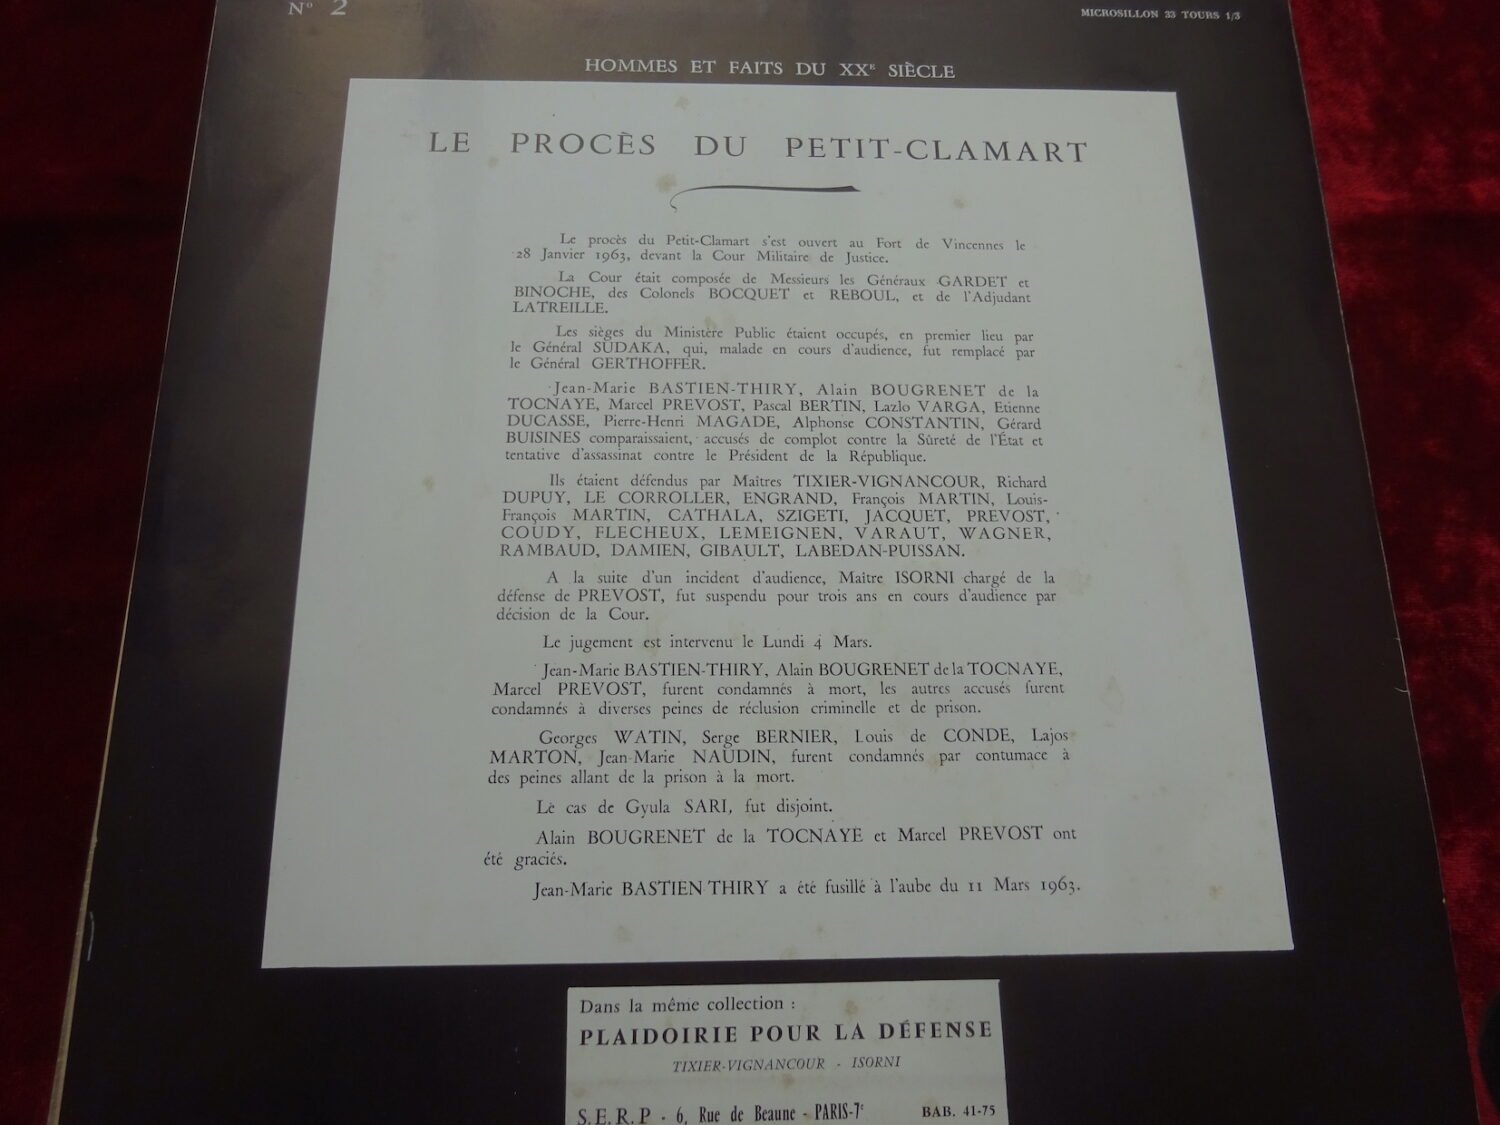 N° 2
MICROSILLON 33 TOURS 1/3
HOMMES ET FAITS DU XXE SIÈCLE
LE PROCÈS DU PETIT-CLAMART
Le procès du Petit-Clamart s'est ouvert au Fort de Vincennes le
28 Janvier 1963, devant la Cour Militaire de Justice.
La Cour était composée de Messieurs les Généraux GARDET et
BINOCHE, des Colonels BOCQUET et REBOUL, et de l'Adjudant
LATREILLE.
Les sièges du Ministère Public étaient occupés, en premier lieu par
le Général SUDAKA, qui, malade en cours d'audience, fut remplacé par
le Général GERTHOFFER.
Jean-Marie BASTIEN-THIRY, Alain BOUGRENET de la
TOCNAYE, Marcel PREVOST, Pascal BERTIN, Lazlo VARGA, Etienne
DUCASSE, Pierre-Henri MAGADE, Alphonse CONSTANTIN, Gérard
BUISINES comparaissaient, accusés de complot contre la Sûreté de l'État et
tentative d'assassinat contre le Président de la République.
Ils étaient défendus par Maîtres TIXIER-VIGNANCOUR, Richard
DUPUY, LE CORROLLER, ENGRAND, François MARTIN, Louis-
François MARTIN, CATHALA, SZIGETI, JACQUET, PREVOST,
COUDY, FLECHEUX, LEMEIGNEN, VARAUT, WAGNER,
RAMBAUD, DAMIEN, GIBAULT, LABEDAN-PUISSAN.
A la suite d'un incident d'audience, Maître ISORNI chargé de la
défense de PREVOST, fut suspendu pour trois ans en cours d'audience par
décision de la Cour.
Le jugement est intervenu le Lundi 4 Mars.
Jean-Marie BASTIEN-THIRY, Alain BOUGRENET de la TOCNAYE,
Marcel PREVOST, furent condamnés à mort, les autres accusés furent
condamnés à diverses peines de réclusion criminelle et de prison.
Georges WATIN, Serge BERNIER, Louis de CONDE, Lajos
MARTON, Jean-Marie NAUDIN, furent condamnés par contumace à
des peines allant de la prison à la mort.
Le cas de Gyula SARI, fut disjoint.
Alain BOUGRENET de la TOCNAYE et Marcel PREVOST ont
été graciés.
Jean-Marie BASTIEN-THIRY a été fusillé à l'aube du 11 Mars 1963.
Dans la même collection :
PLAIDOIRIE POUR LA DÉFENSE
TIXIER-VIGNANCOUR - ISORNI
S.E.R.P - 6, Rue de Beaune - PARIS-7e BAB. 41-75